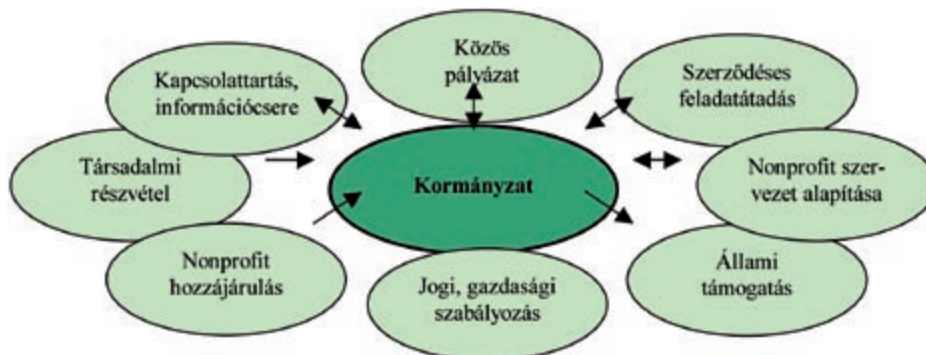 Közös
pályázat
Kapcsolattartás,
információcsere
Szerződéses
feladatátadás
Társadalmi
részvétel
Kormányzat
Nonprofit szer-
vezet alapítása
Nonprofit
hozzájárulás
Jogi, gazdasági
szabályozás
Állami
támogatás